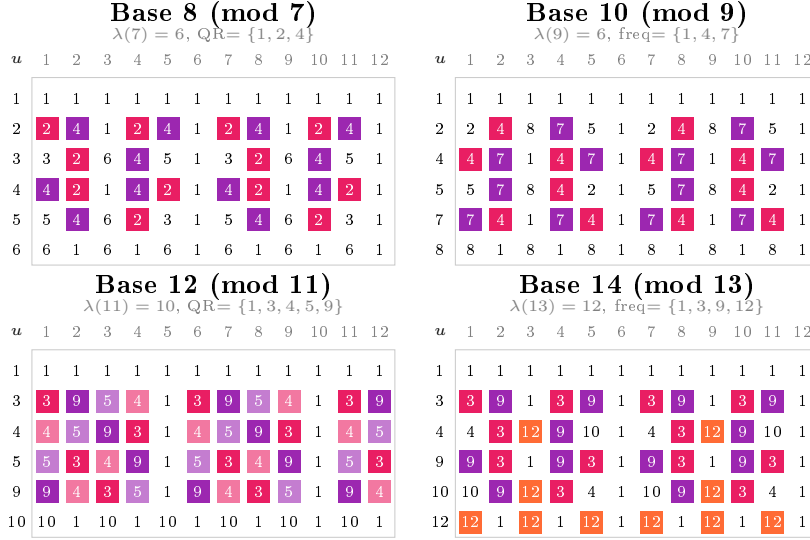 Base 8 (mod 7)
λ(7) = 6, QR= {1, 2, 4}
u 1 2 3 4 5 6 7 8 9 10 11 12
1 1 1 1 1 1 1 1 1 1 1 1 1
2 2 4 1 2 4 1 2 4 1 2 4 1
3 3 2 6 4 5 1 3 2 6 4 5 1
4 4 2 1 4 2 1 4 2 1 4 2 1
5 5 4 6 2 3 1 5 4 6 2 3 1
6 6 1 6 1 6 1 6 1 6 1 6 1
Base 10 (mod 9)
λ(9) = 6, freq= {1, 4, 7}
u 1 2 3 4 5 6 7 8 9 10 11 12
1 1 1 1 1 1 1 1 1 1 1 1 1
2 2 4 8 7 5 1 2 4 8 7 5 1
4 4 7 1 4 7 1 4 7 1 4 7 1
5 5 7 8 4 2 1 5 7 8 4 2 1
7 7 4 1 7 4 1 7 4 1 7 4 1
8 8 1 8 1 8 1 8 1 8 1 8 1
Base 12 (mod 11)
λ(11) = 10, QR= {1, 3, 4, 5, 9}
u 1 2 3 4 5 6 7 8 9 10 11 12
1 1 1 1 1 1 1 1 1 1 1 1 1
3 3 9 5 4 1 3 9 5 4 1 3 9
4 4 5 9 3 1 4 5 9 3 1 4 5
5 5 3 4 9 1 5 3 4 9 1 5 3
9 9 4 3 5 1 9 4 3 5 1 9 4
10 10 1 10 1 10 1 10 1 10 1 10 1
Base 14 (mod 13)
λ(13) = 12, freq= {1, 3, 9, 12}
u 1 2 3 4 5 6 7 8 9 10 11 12
1 1 1 1 1 1 1 1 1 1 1 1 1
3 3 9 1 3 9 1 3 9 1 3 9 1
4 4 3 12 9 10 1 4 3 12 9 10 1
9 9 3 1 9 3 1 9 3 1 9 3 1
10 10 9 12 3 4 1 10 9 12 3 4 1
12 12 1 12 1 12 1 12 1 12 1 12 1